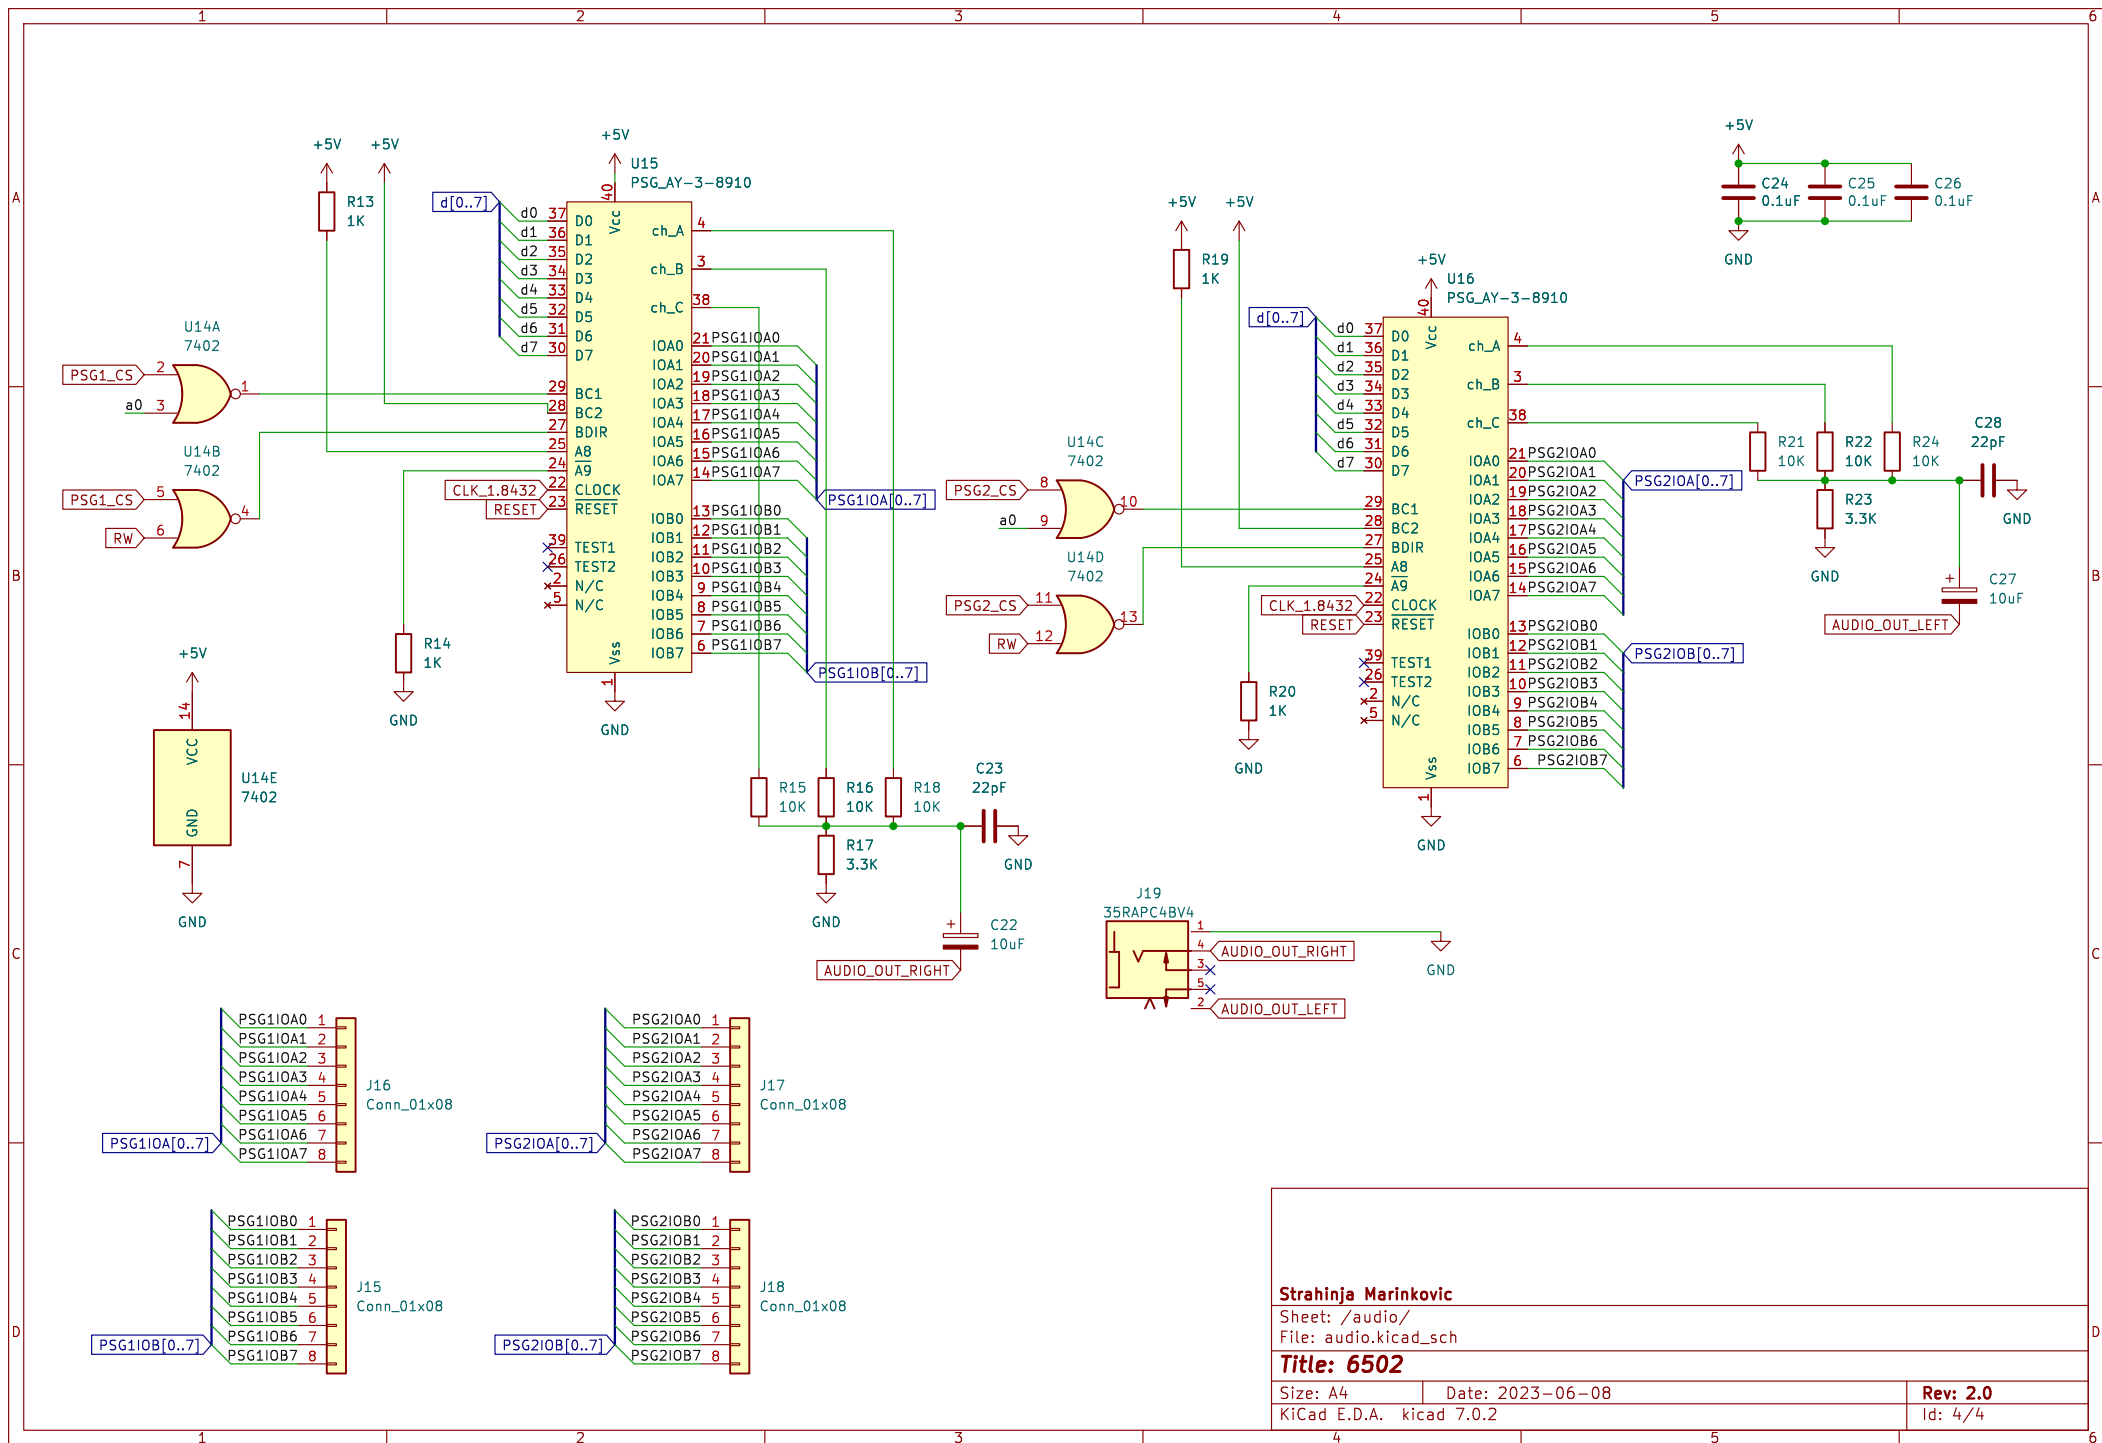 1 2 3 4 5 6
A
B
C
D
A
B
C
D
1 2 3 4 5 6
+5V
+5V
R13
1K
d[0..7]
+5V
U15
PSG_AY-3-8910
40
Vcc
d0 37 D0
d1 36 D1
d2 35 D2
d3 34 D3
d4 33 D4
d5 32 D5
d6 31 D6
d7 30 D7
29 BC1
28 BC2
27 BDIR
25 A8
24 A9
CLK_1.8432 22 CLOCK
RESET 23 RESET
39 TEST1
26 TEST2
2 N/C
5 N/C
Vss
1
GND
ch_A 4
ch_B 3
ch_C 38
IOA0 21 PSG1IOA0
IOA1 20 PSG1IOA1
IOA2 19 PSG1IOA2
IOA3 18 PSG1IOA3
IOA4 17 PSG1IOA4
IOA5 16 PSG1IOA5
IOA6 15 PSG1IOA6
IOA7 14 PSG1IOA7
PSG1IOA[0..7]
IOB0 13 PSG1IOB0
IOB1 12 PSG1IOB1
IOB2 11 PSG1IOB2
IOB3 10 PSG1IOB3
IOB4 9 PSG1IOB4
IOB5 8 PSG1IOB5
IOB6 7 PSG1IOB6
IOB7 6 PSG1IOB7
PSG1IOB[0..7]
U14A
7402
PSG1_CS 2
a0 3
1
U14B
7402
PSG1_CS 5
RW 6
4
R14
1K
GND
+5V
14
VCC
GND
7
U14E
7402
GND
R15
10K
R16
10K
R18
10K
R17
3.3K
GND
C23
22pF
GND
+
C22
10uF
AUDIO_OUT_RIGHT
+5V
+5V
R19
1K
d[0..7]
+5V
U16
PSG_AY-3-8910
40
Vcc
d0 37 D0
d1 36 D1
d2 35 D2
d3 34 D3
d4 33 D4
d5 32 D5
d6 31 D6
d7 30 D7
29 BC1
28 BC2
27 BDIR
25 A8
24 A9
CLK_1.8432 22 CLOCK
RESET 23 RESET
39 TEST1
26 TEST2
2 N/C
5 N/C
Vss
1
GND
ch_A 4
ch_B 3
ch_C 38
IOA0 21 PSG2IOA0
IOA1 20 PSG2IOA1
IOA2 19 PSG2IOA2
IOA3 18 PSG2IOA3
IOA4 17 PSG2IOA4
IOA5 16 PSG2IOA5
IOA6 15 PSG2IOA6
IOA7 14 PSG2IOA7
PSG2IOA[0..7]
IOB0 13 PSG2IOB0
IOB1 12 PSG2IOB1
IOB2 11 PSG2IOB2
IOB3 10 PSG2IOB3
IOB4 9 PSG2IOB4
IOB5 8 PSG2IOB5
IOB6 7 PSG2IOB6
IOB7 6 PSG2IOB7
PSG2IOB[0..7]
U14C
7402
PSG2_CS 8
a0 9
10
U14D
7402
PSG2_CS 11
RW 12
13
R20
1K
GND
+5V
C24
0.1uF
C25
0.1uF
C26
0.1uF
GND
R21
10K
R22
10K
R24
10K
R23
3.3K
GND
C28
22pF
GND
+
C27
10uF
AUDIO_OUT_LEFT
J19
35RAPC4BV4
1
4 AUDIO_OUT_RIGHT
3
5
2 AUDIO_OUT_LEFT
GND
PSG1IOA0 1
PSG1IOA1 2
PSG1IOA2 3
PSG1IOA3 4
PSG1IOA4 5
PSG1IOA5 6
PSG1IOA6 7
PSG1IOA7 8
PSG1IOA[0..7]
J16
Conn_01x08
PSG2IOA0 1
PSG2IOA1 2
PSG2IOA2 3
PSG2IOA3 4
PSG2IOA4 5
PSG2IOA5 6
PSG2IOA6 7
PSG2IOA7 8
PSG2IOA[0..7]
J17
Conn_01x08
PSG1IOB0 1
PSG1IOB1 2
PSG1IOB2 3
PSG1IOB3 4
PSG1IOB4 5
PSG1IOB5 6
PSG1IOB6 7
PSG1IOB7 8
PSG1IOB[0..7]
J15
Conn_01x08
PSG2IOB0 1
PSG2IOB1 2
PSG2IOB2 3
PSG2IOB3 4
PSG2IOB4 5
PSG2IOB5 6
PSG2IOB6 7
PSG2IOB7 8
PSG2IOB[0..7]
J18
Conn_01x08
Strahinja Marinkovic
Sheet: /audio/
File: audio.kicad_sch
Title: 6502
Size: A4 Date: 2023-06-08 Rev: 2.0
KiCad E.D.A. kicad 7.0.2 Id: 4/4